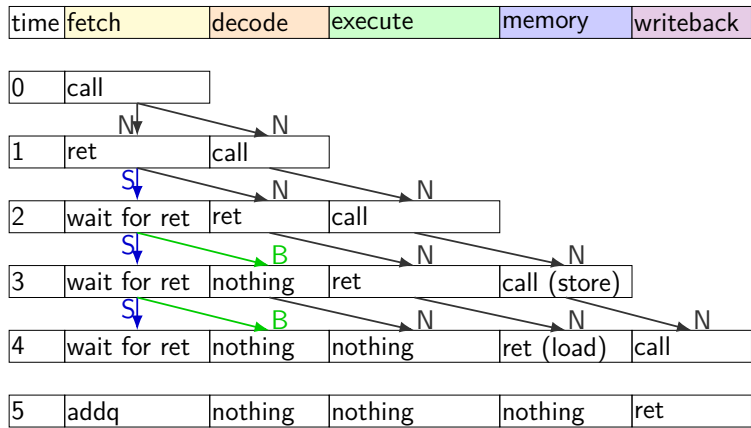 time fetch decode execute memory writeback
0 call
N N
1 ret call
S N N
2 wait for ret ret call
S B N N
3 wait for ret nothing ret call (store)
S B N N N
4 wait for ret nothing nothing ret (load) call
5 addq nothing nothing nothing ret